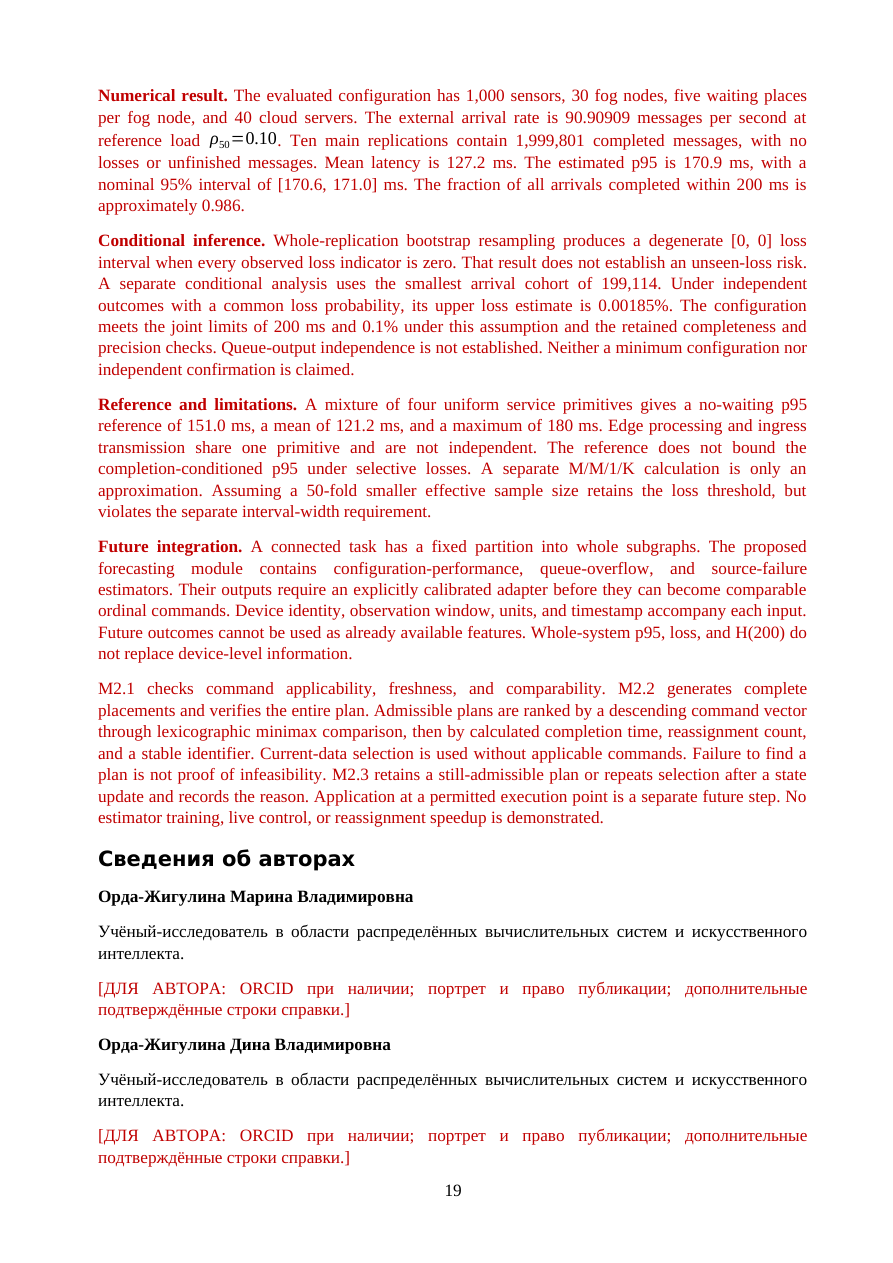 Numerical result. The evaluated configuration has 1,000 sensors, 30 fog nodes, five waiting places
per fog node, and 40 cloud servers. The external arrival rate is 90.90909 messages per second at
reference load ρ₅₀=0.10. Ten main replications contain 1,999,801 completed messages, with no
losses or unfinished messages. Mean latency is 127.2 ms. The estimated p95 is 170.9 ms, with a
nominal 95% interval of [170.6, 171.0] ms. The fraction of all arrivals completed within 200 ms is
approximately 0.986.
Conditional inference. Whole-replication bootstrap resampling produces a degenerate [0, 0] loss
interval when every observed loss indicator is zero. That result does not establish an unseen-loss risk.
A separate conditional analysis uses the smallest arrival cohort of 199,114. Under independent
outcomes with a common loss probability, its upper loss estimate is 0.00185%. The configuration
meets the joint limits of 200 ms and 0.1% under this assumption and the retained completeness and
precision checks. Queue-output independence is not established. Neither a minimum configuration nor
independent confirmation is claimed.
Reference and limitations. A mixture of four uniform service primitives gives a no-waiting p95
reference of 151.0 ms, a mean of 121.2 ms, and a maximum of 180 ms. Edge processing and ingress
transmission share one primitive and are not independent. The reference does not bound the
completion-conditioned p95 under selective losses. A separate M/M/1/K calculation is only an
approximation. Assuming a 50-fold smaller effective sample size retains the loss threshold, but
violates the separate interval-width requirement.
Future integration. A connected task has a fixed partition into whole subgraphs. The proposed
forecasting module contains configuration-performance, queue-overflow, and source-failure
estimators. Their outputs require an explicitly calibrated adapter before they can become comparable
ordinal commands. Device identity, observation window, units, and timestamp accompany each input.
Future outcomes cannot be used as already available features. Whole-system p95, loss, and H(200) do
not replace device-level information.
M2.1 checks command applicability, freshness, and comparability. M2.2 generates complete
placements and verifies the entire plan. Admissible plans are ranked by a descending command vector
through lexicographic minimax comparison, then by calculated completion time, reassignment count,
and a stable identifier. Current-data selection is used without applicable commands. Failure to find a
plan is not proof of infeasibility. M2.3 retains a still-admissible plan or repeats selection after a state
update and records the reason. Application at a permitted execution point is a separate future step. No
estimator training, live control, or reassignment speedup is demonstrated.
Сведения об авторах
Орда-Жигулина Марина Владимировна
Учёный-исследователь в области распределённых вычислительных систем и искусственного
интеллекта.
[ДЛЯ АВТОРА: ORCID при наличии; портрет и право публикации; дополнительные
подтверждённые строки справки.]
Орда-Жигулина Дина Владимировна
Учёный-исследователь в области распределённых вычислительных систем и искусственного
интеллекта.
[ДЛЯ АВТОРА: ORCID при наличии; портрет и право публикации; дополнительные
подтверждённые строки справки.]
19